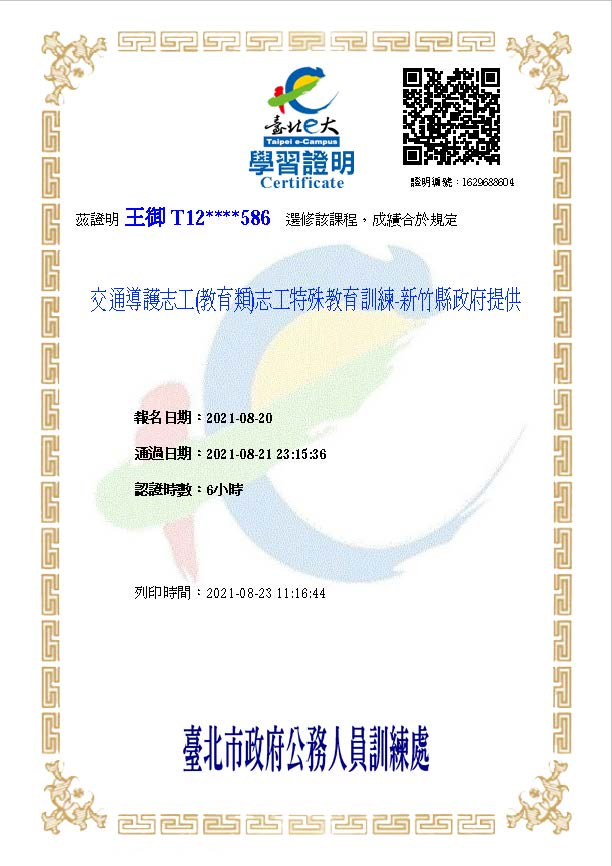 臺北e大
Taipei e-Campus
學習證明
Certificate
證明編號：1629688604
茲證明 王御 T12****586 選修該課程，成績合於規定
交通導護志工(教育類)志工特殊教育訓練-新竹縣政府提供
報名日期：2021-08-20
通過日期：2021-08-21 23:15:36
認證時數：6小時
列印時間：2021-08-23 11:16:44
臺北市政府公務人員訓練處